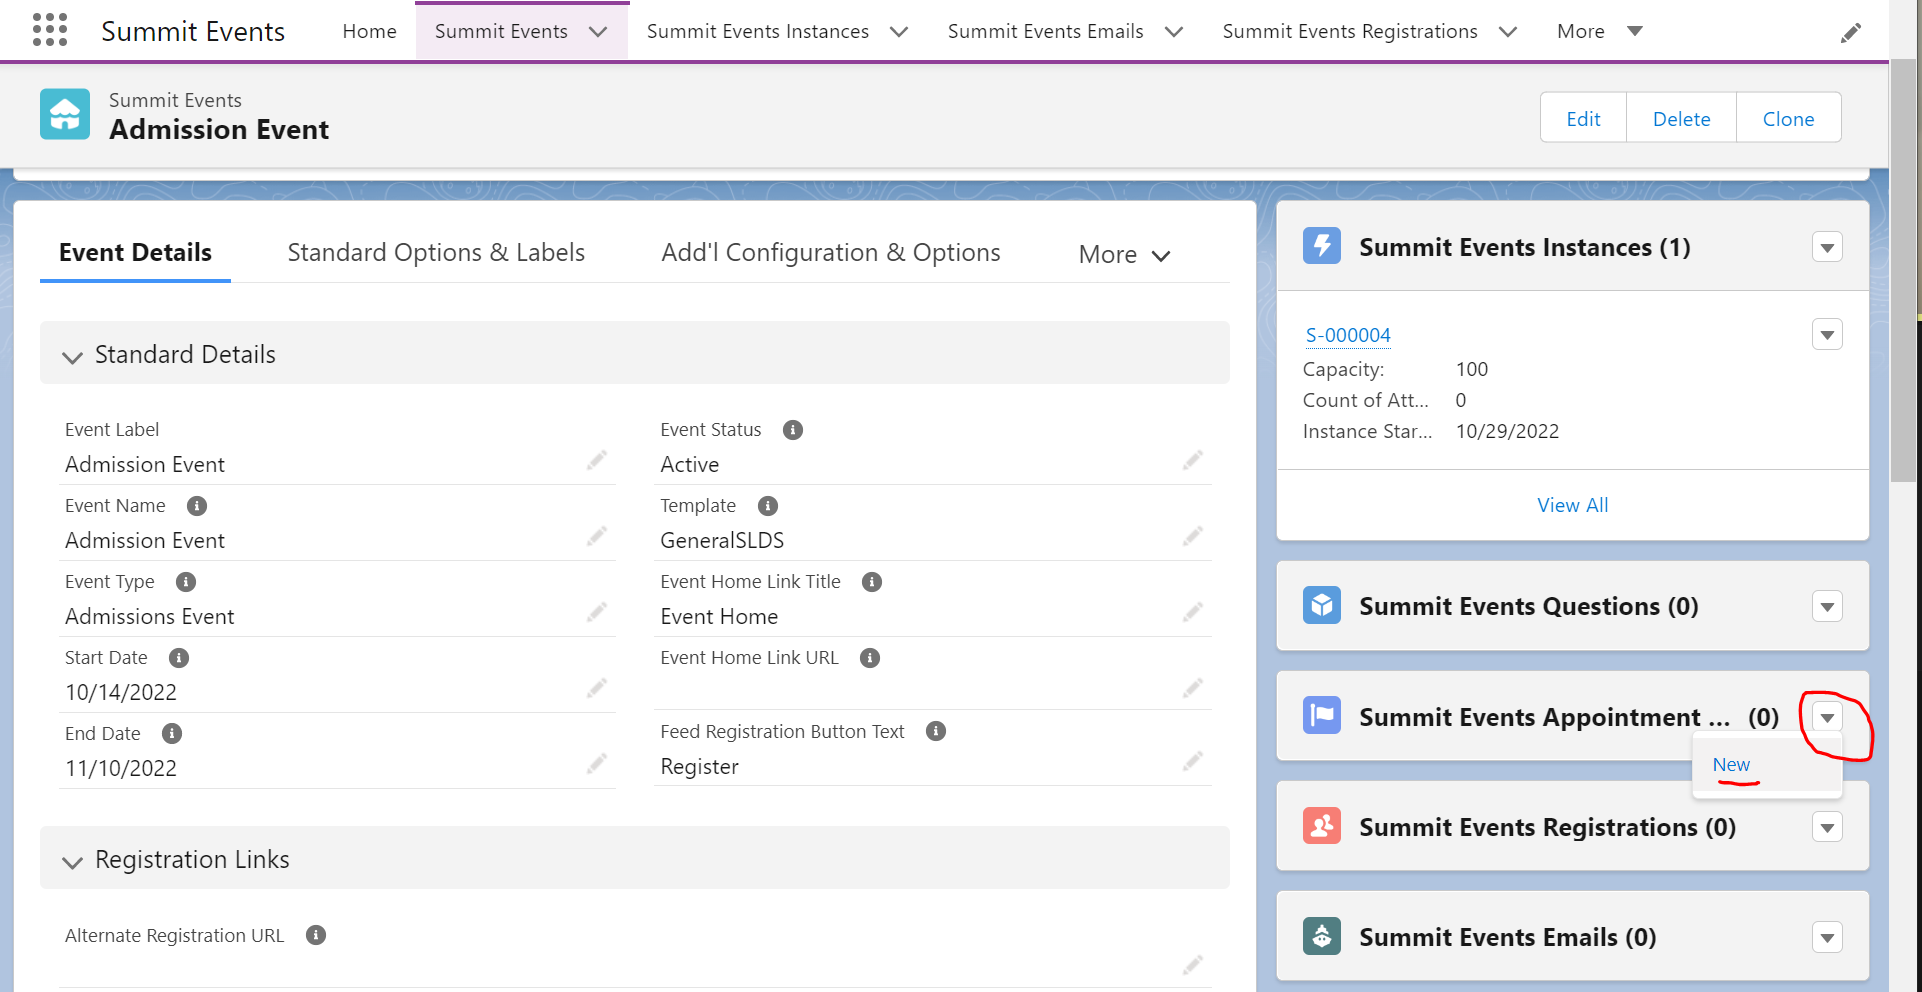 Summit Events Home Summit Events Summit Events Instances Summit Events Emails Summit Events Registrations More
Summit Events
Admission Event
Edit Delete Clone
Event Details Standard Options & Labels Add'l Configuration & Options More
Standard Details
Event Label
Admission Event
Event Name
Admission Event
Event Type
Admissions Event
Start Date
10/14/2022
End Date
11/10/2022
Event Status
Active
Template
GeneralSLDS
Event Home Link Title
Event Home
Event Home Link URL
Feed Registration Button Text
Register
Registration Links
Alternate Registration URL
Summit Events Instances (1)
S-000004
Capacity: 100
Count of Att... 0
Instance Star... 10/29/2022
View All
Summit Events Questions (0)
Summit Events Appointment ... (0)
New
Summit Events Registrations (0)
Summit Events Emails (0)